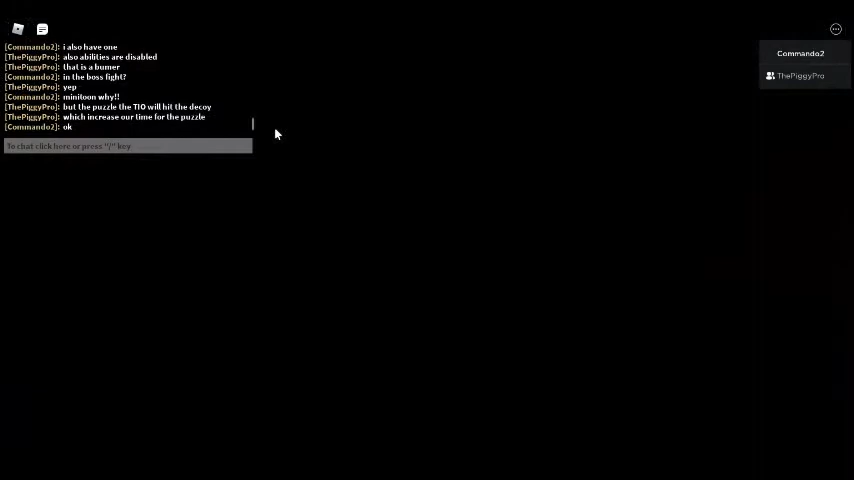 [Commando2]: i also have one
[ThePiggyPro]: also abilities are disabled
[ThePiggyPro]: that is a bumer
[Commando2]: in the boss fight?
[ThePiggyPro]: yep
[Commando2]: minitoon why!!
[ThePiggyPro]: but the puzzle the TIO will hit the decoy
[ThePiggyPro]: which increase our time for the puzzle
[Commando2]: ok
To chat click here or press "/" key
Commando2
ThePiggyPro